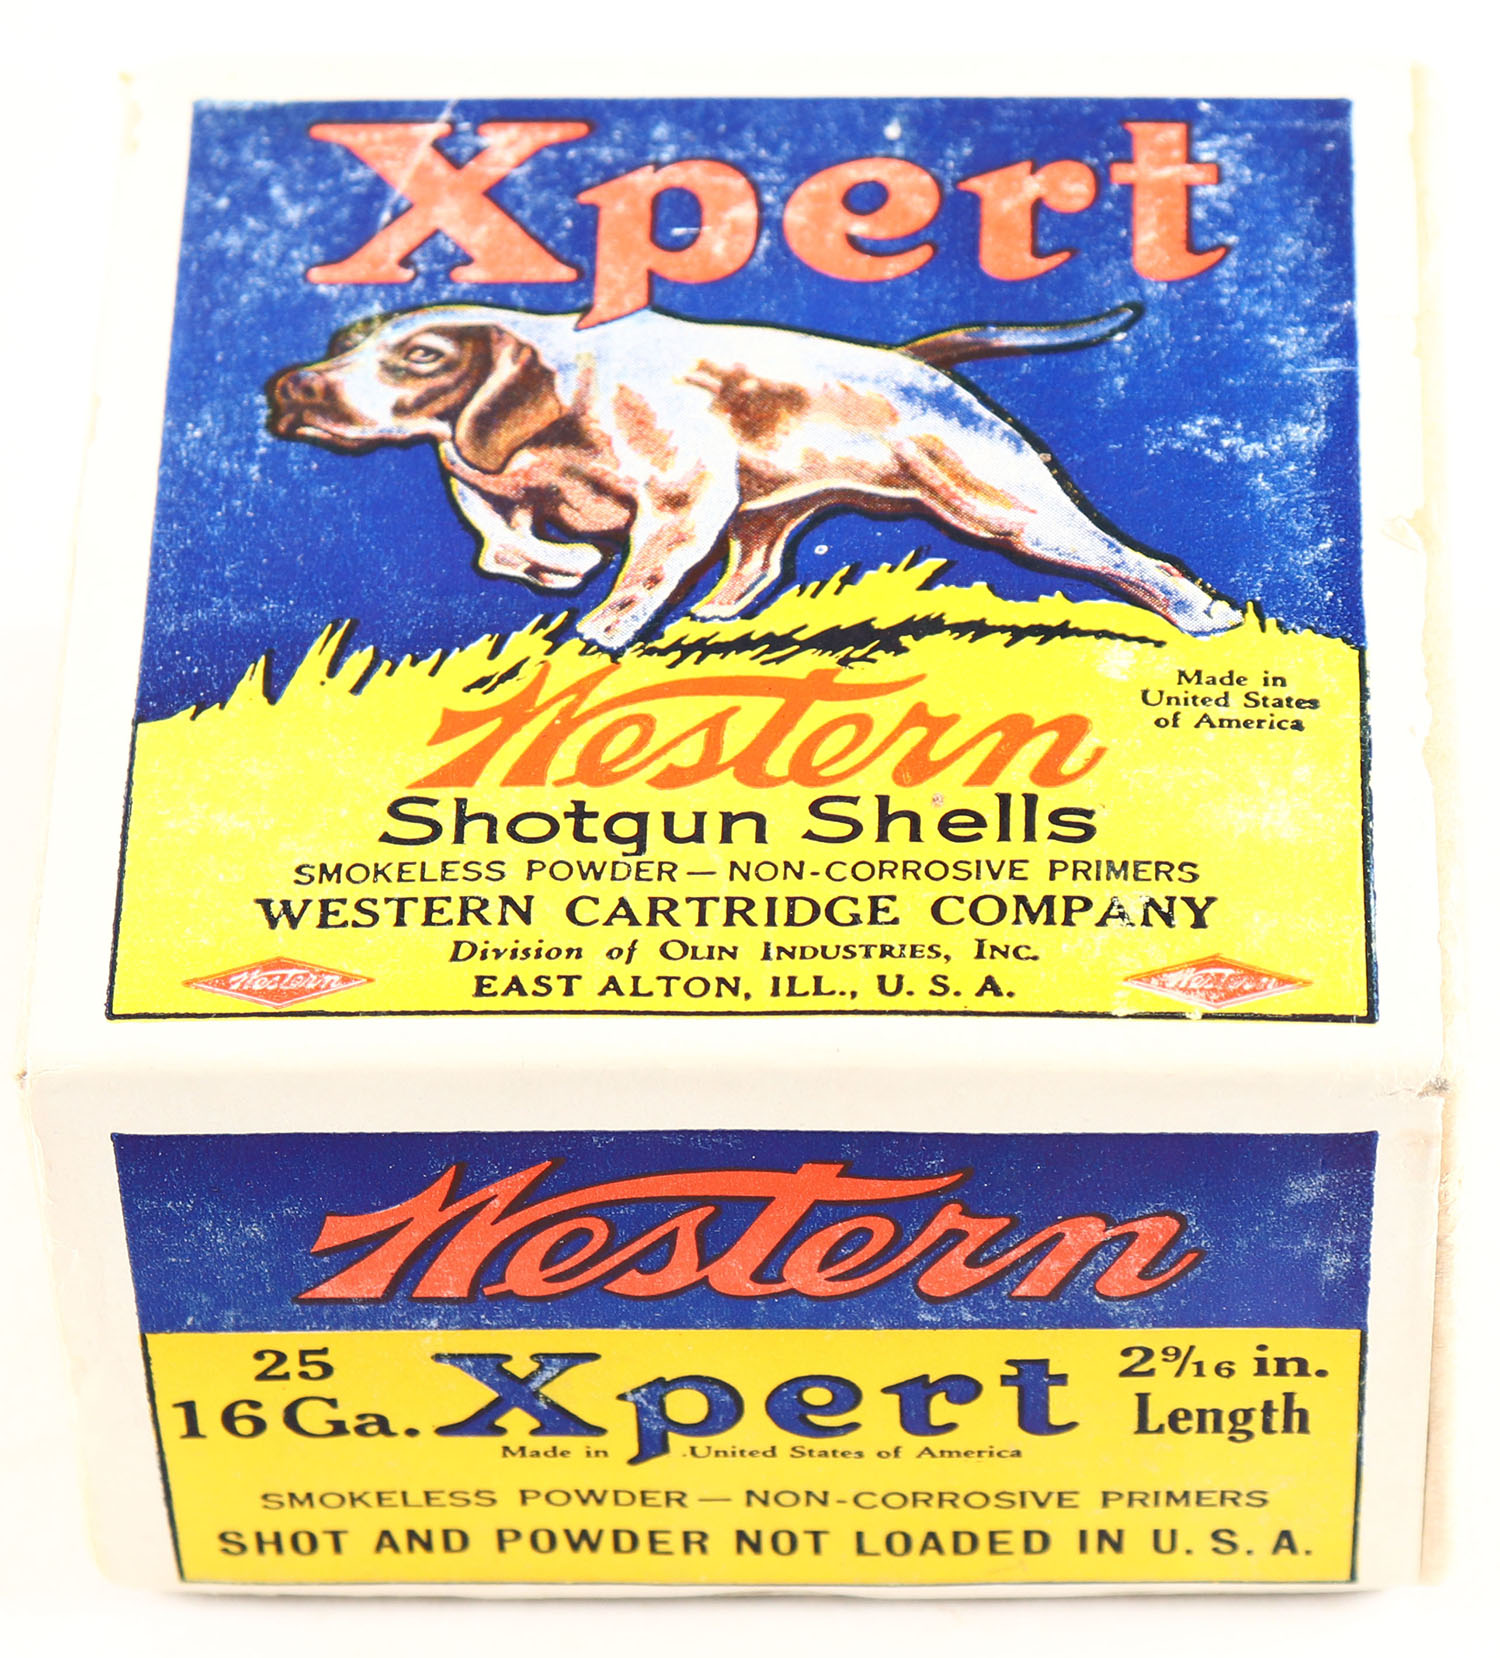 Xpert
Western
Made in
United States
of America
Shotgun Shells
SMOKELESS POWDER — NON-CORROSIVE PRIMERS
WESTERN CARTRIDGE COMPANY
Division of OLIN INDUSTRIES, INC.
EAST ALTON, ILL., U. S. A.
Western
Western
Western
25
16 Ga.
Xpert
2 9/16 in.
Length
Made in United States of America
SMOKELESS POWDER — NON-CORROSIVE PRIMERS
SHOT AND POWDER NOT LOADED IN U. S. A.